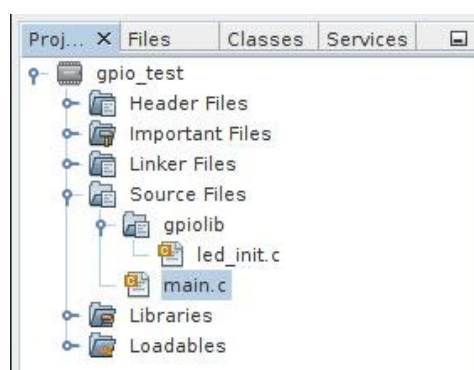 Proj... X Files Classes Services
gpio_test
Header Files
Important Files
Linker Files
Source Files
gpiolib
led_init.c
main.c
Libraries
Loadables